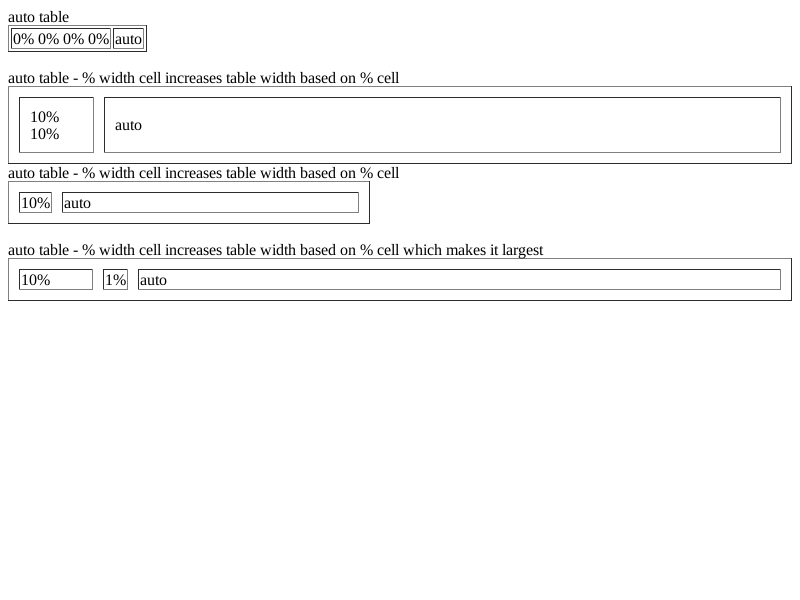 auto table
0% 0% 0% 0% auto
auto table - % width cell increases table width based on % cell
10%
10%
auto
auto table - % width cell increases table width based on % cell
10% auto
auto table - % width cell increases table width based on % cell which makes it largest
10% 1% auto